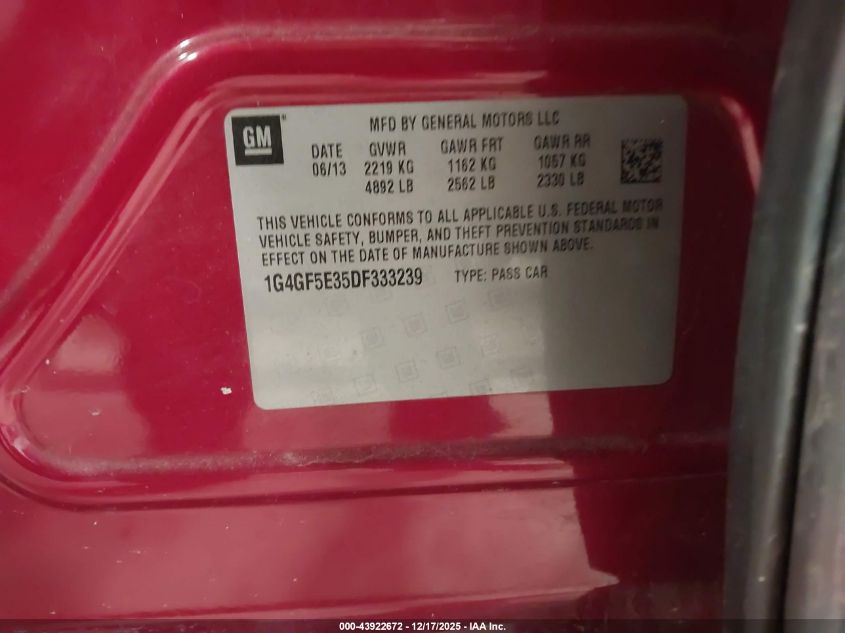 GM
MFD BY GENERAL MOTORS LLC
DATE GVWR GAWR FRT GAWR RR
06/13 2219 KG 1162 KG 1057 KG
4892 LB 2562 LB 2330 LB
THIS VEHICLE CONFORMS TO ALL APPLICABLE U.S. FEDERAL MOTOR
VEHICLE SAFETY, BUMPER, AND THEFT PREVENTION STANDARDS IN
EFFECT ON THE DATE OF MANUFACTURE SHOWN ABOVE.
1G4GF5E35DF333239 TYPE: PASS CAR
000-43922672 - 12/17/2025 - IAA Inc.